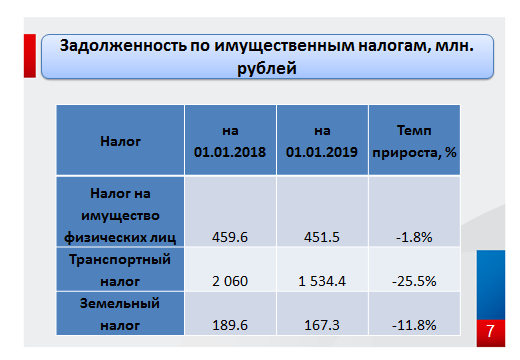 Задолженность по имущественным налогам, млн.
рублей
Налог
на
01.01.2018
на
01.01.2019
Темп
прироста, %
Налог на
имущество
физических лиц
459.6
451.5
-1.8%
Транспортный
налог
2 060
1 534.4
-25.5%
Земельный
налог
189.6
167.3
-11.8%
7